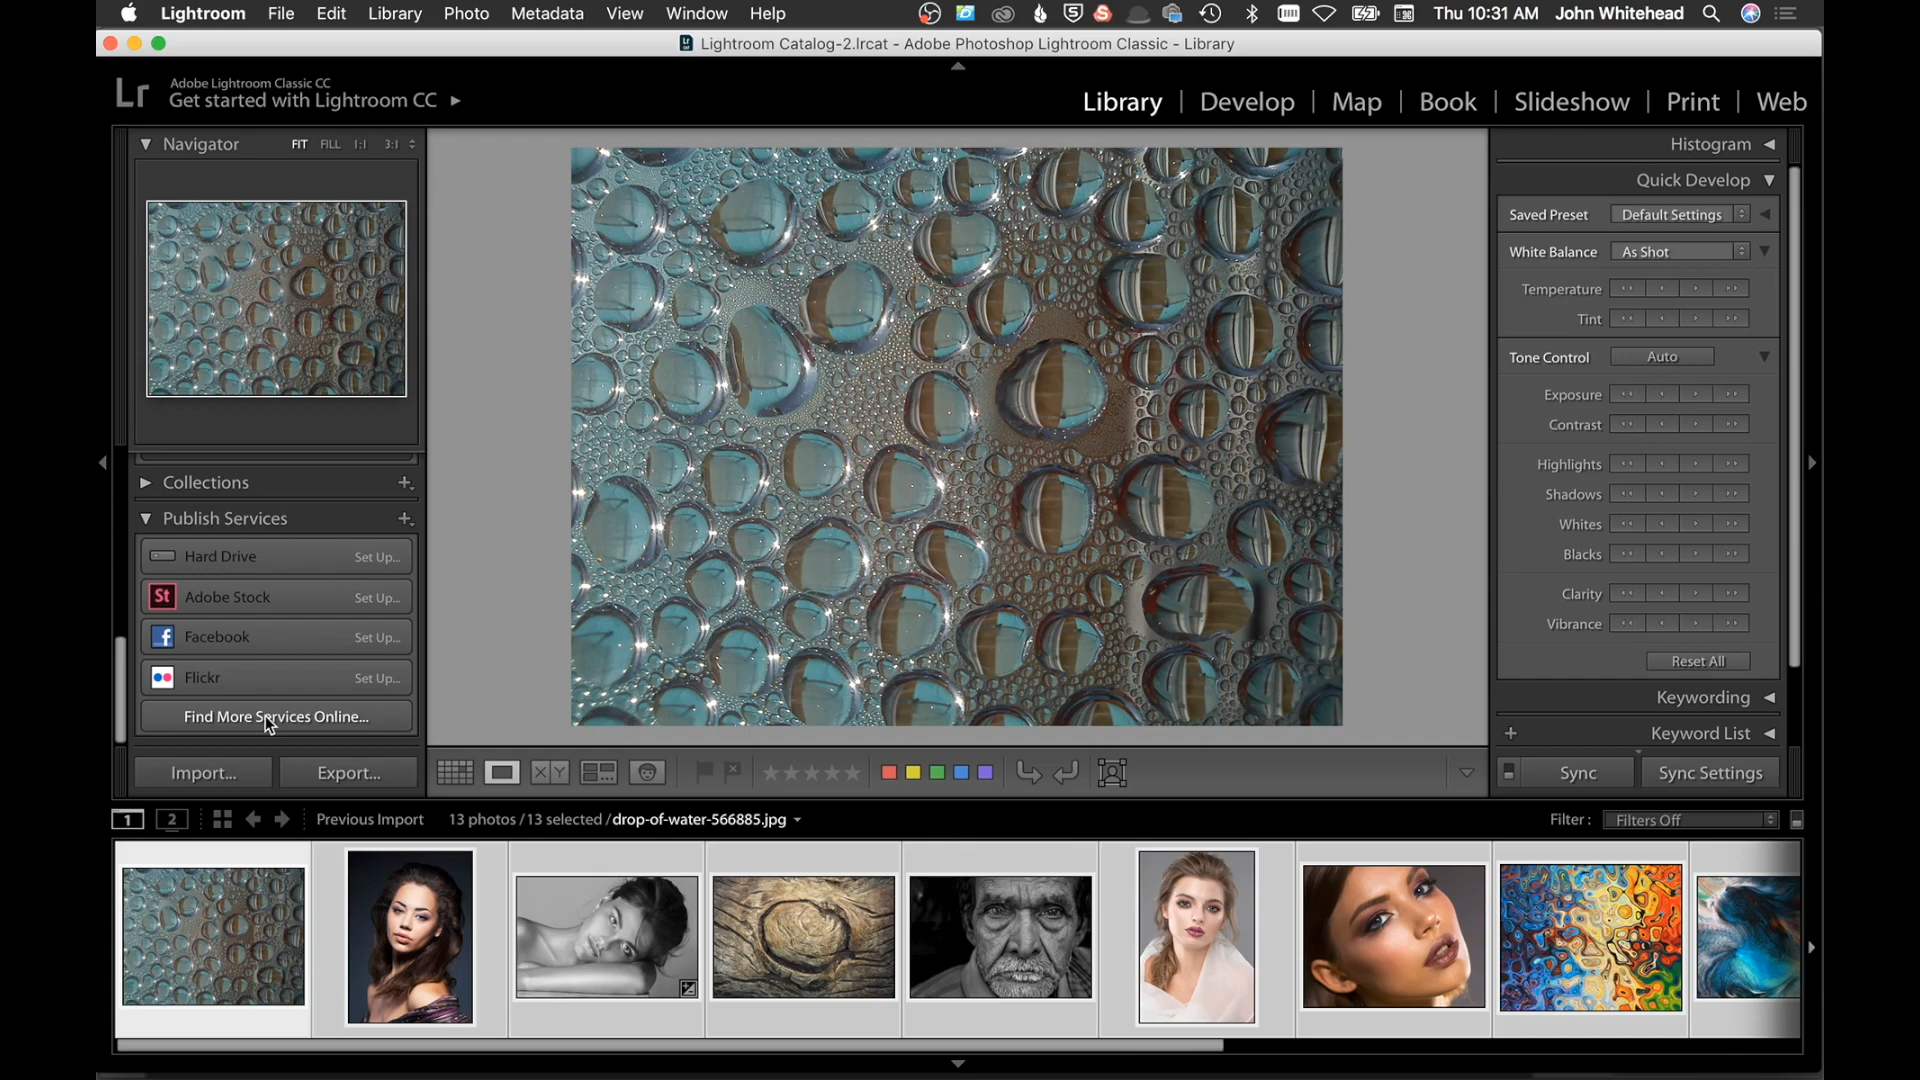 Lightroom File Edit Library Photo Metadata View Window Help Thu 10:31 AM John Whitehead
Lr Lightroom Catalog-2.lrcat - Adobe Photoshop Lightroom Classic - Library
Lr Adobe Lightroom Classic CC
Get started with Lightroom CC
Library | Develop | Map | Book | Slideshow | Print | Web
Navigator FIT FILL 1:1 3:1
Collections
Publish Services
Hard Drive Set Up...
St Adobe Stock Set Up...
f Facebook Set Up...
Flickr Set Up...
Find More Services Online...
Import... Export...
Histogram
Quick Develop
Saved Preset Default Settings
White Balance As Shot
Temperature
Tint
Tone Control Auto
Exposure
Contrast
Highlights
Shadows
Whites
Blacks
Clarity
Vibrance
Reset All
Keywording
Keyword List
Sync Sync Settings
X Y
1 2 Previous Import 13 photos /13 selected /drop-of-water-566885.jpg Filter : Filters Off